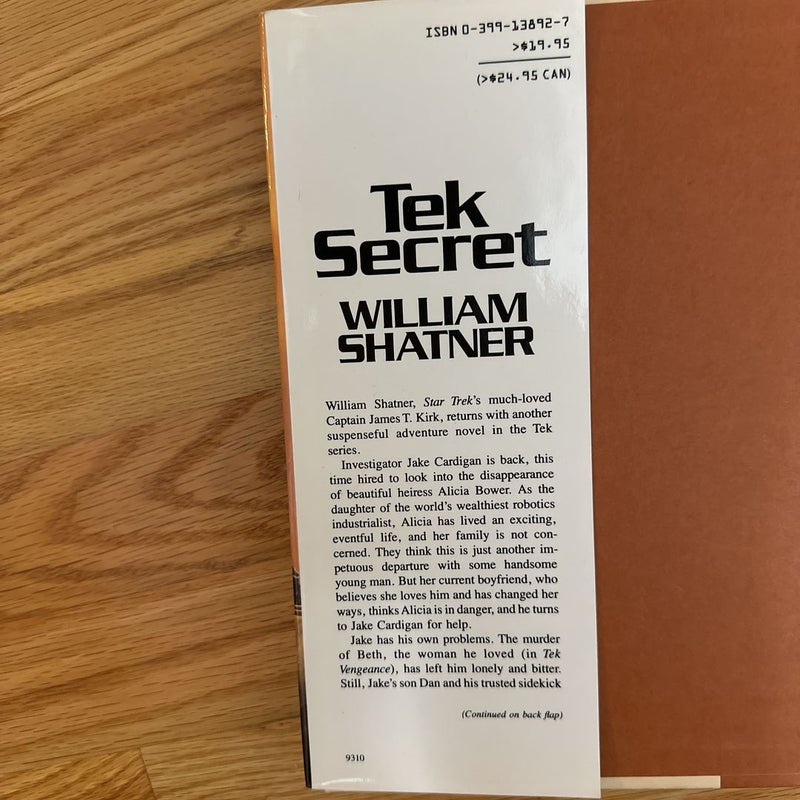 ISBN 0-399-13892-7
>$19.95
(>$24.95 CAN)
Tek
Secret
WILLIAM
SHATNER
William Shatner, Star Trek's much-loved
Captain James T. Kirk, returns with another
suspenseful adventure novel in the Tek
series.
Investigator Jake Cardigan is back, this
time hired to look into the disappearance
of beautiful heiress Alicia Bower. As the
daughter of the world's wealthiest robotics
industrialist, Alicia has lived an exciting,
eventful life, and her family is not con-
cerned. They think this is just another im-
petuous departure with some handsome
young man. But her current boyfriend, who
believes she loves him and has changed her
ways, thinks Alicia is in danger, and he turns
to Jake Cardigan for help.
Jake has his own problems. The murder
of Beth, the woman he loved (in Tek
Vengeance), has left him lonely and bitter.
Still, Jake's son Dan and his trusted sidekick
(Continued on back flap)
9310